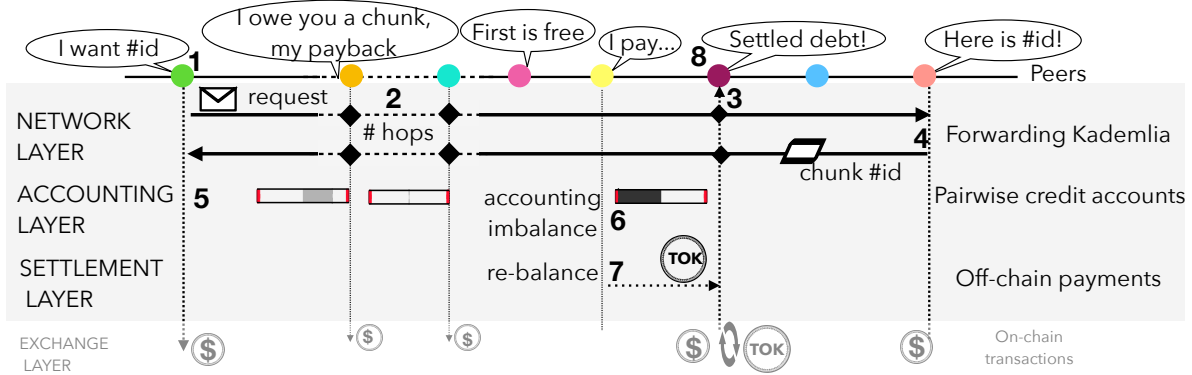 I want #id
1
I owe you a chunk,
my payback
First is free
I pay...
8
Settled debt!
Here is #id!
Peers
request
2
3
NETWORK
LAYER
# hops
4
Forwarding Kademlia
chunk #id
ACCOUNTING
LAYER
5
accounting
imbalance
6
Pairwise credit accounts
SETTLEMENT
LAYER
re-balance
7
TOK
Off-chain payments
EXCHANGE
LAYER
$
$
$
$
TOK
$
On-chain
transactions